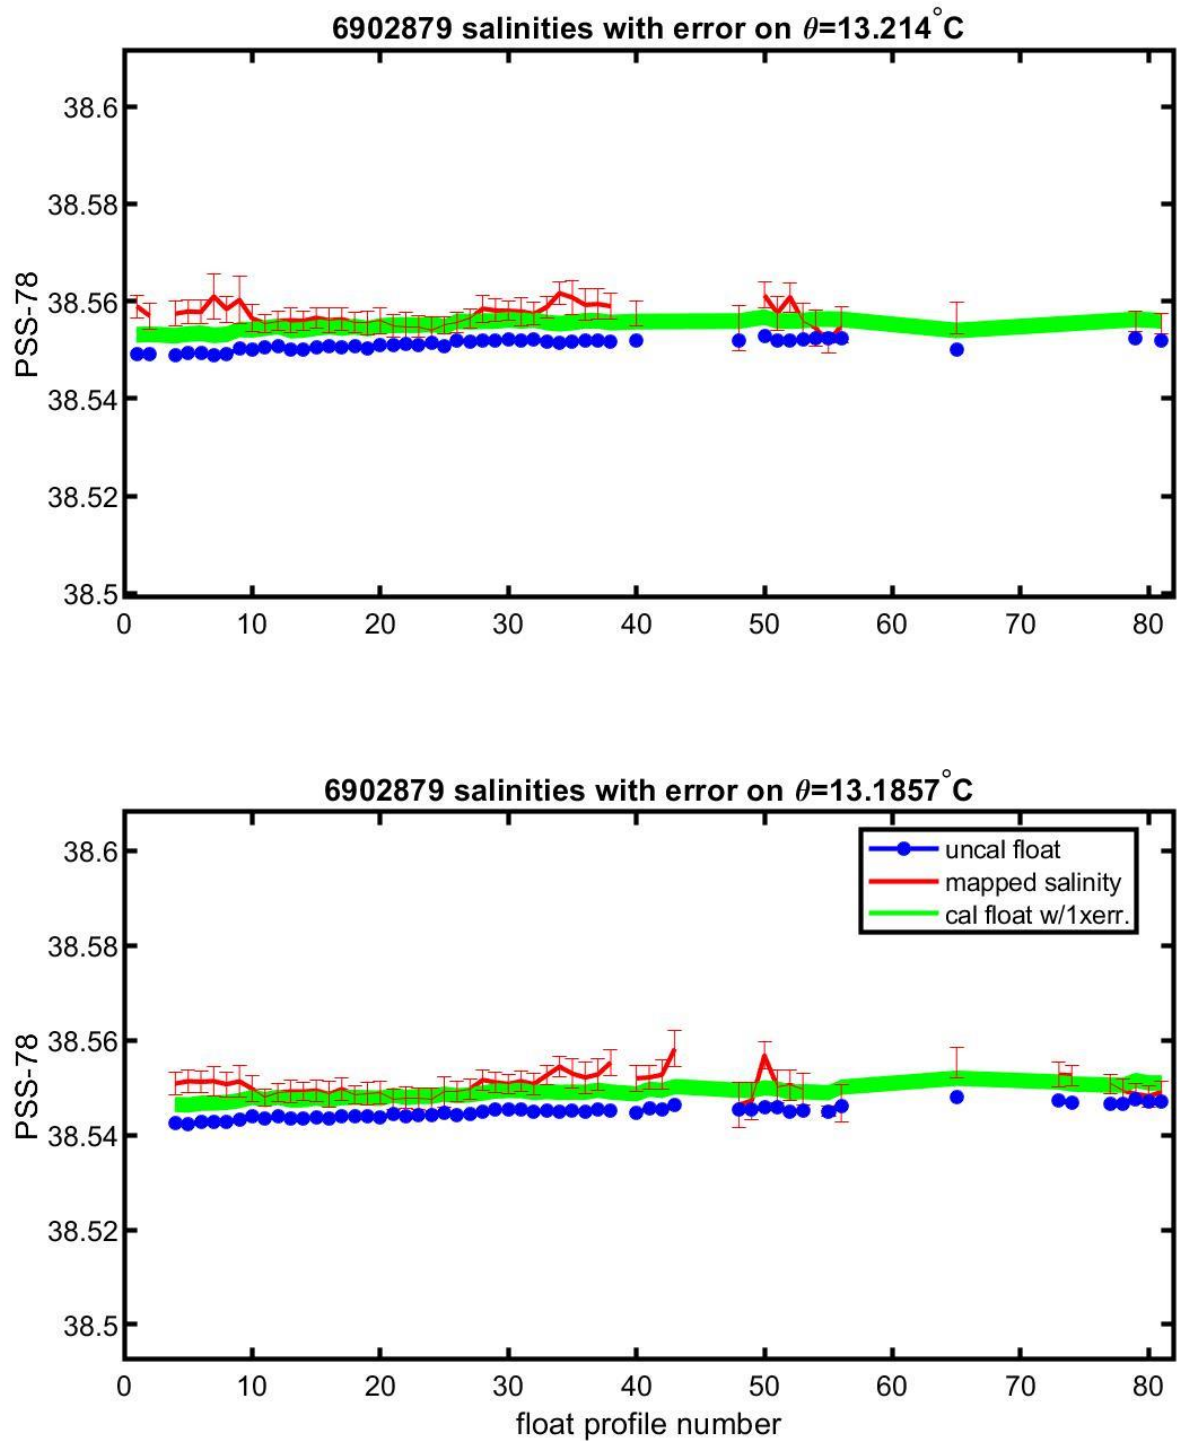 6902879 salinities with error on θ=13.214°C
PSS-78
38.6
38.58
38.56
38.54
38.52
38.5
0 10 20 30 40 50 60 70 80
6902879 salinities with error on θ=13.1857°C
uncal float
mapped salinity
cal float w/1xerr.
PSS-78
38.6
38.58
38.56
38.54
38.52
38.5
0 10 20 30 40 50 60 70 80
float profile number